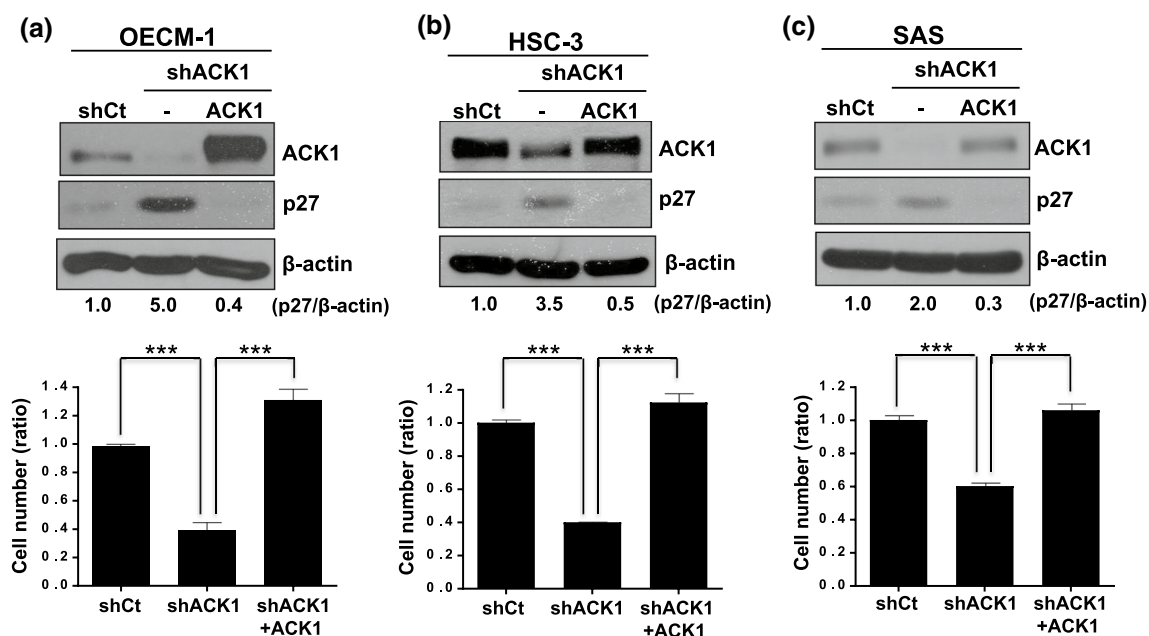 (a)
OECM-1
shACK1
shCt - ACK1
ACK1
p27
β-actin
1.0 5.0 0.4 (p27/β-actin)
*** ***
Cell number (ratio)
1.4
1.2
1.0
0.8
0.6
0.4
0.2
0.0
shCt shACK1 shACK1
+ACK1
(b)
HSC-3
shACK1
shCt - ACK1
ACK1
p27
β-actin
1.0 3.5 0.5 (p27/β-actin)
*** ***
Cell number (ratio)
1.2
1.0
0.8
0.6
0.4
0.2
0.0
shCt shACK1 shACK1
+ACK1
(c)
SAS
shACK1
shCt - ACK1
ACK1
p27
β-actin
1.0 2.0 0.3 (p27/β-actin)
*** ***
Cell number (ratio)
1.2
1.0
0.8
0.6
0.4
0.2
0.0
shCt shACK1 shACK1
+ACK1